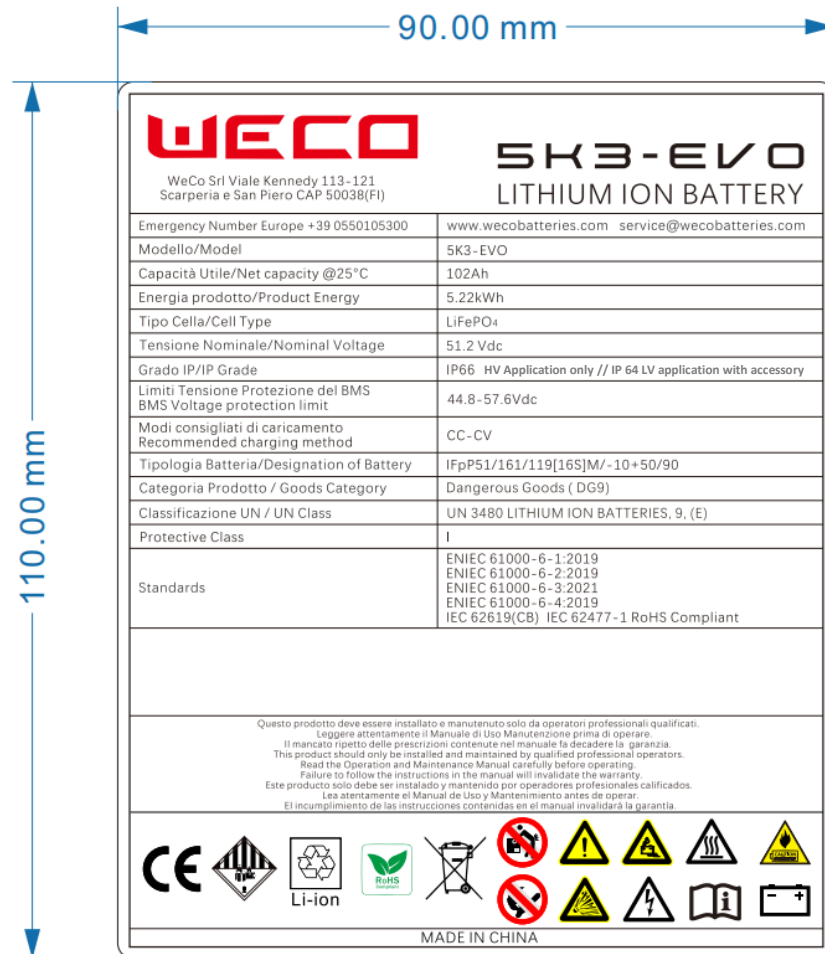 90.00 mm
110.00 mm
WECO
WeCo Srl Viale Kennedy 113-121
Scarperia e San Piero CAP 50038(FI)
5K3-EVO
LITHIUM ION BATTERY
Emergency Number Europe +39 0550105300 www.wecobatteries.com service@wecobatteries.com
Modello/Model 5K3-EVO
Capacità Utile/Net capacity @25°C 102Ah
Energia prodotto/Product Energy 5.22kWh
Tipo Cella/Cell Type LiFePO4
Tensione Nominale/Nominal Voltage 51.2 Vdc
Grado IP/IP Grade IP66 HV Application only // IP 64 LV application with accessory
Limiti Tensione Protezione del BMS
BMS Voltage protection limit 44.8-57.6Vdc
Modi consigliati di caricamento
Recommended charging method CC-CV
Tipologia Batteria/Designation of Battery IFpP51/161/119[16S]M/-10+50/90
Categoria Prodotto / Goods Category Dangerous Goods ( DG9)
Classificazione UN / UN Class UN 3480 LITHIUM ION BATTERIES, 9, (E)
Protective Class I
Standards
ENIEC 61000-6-1:2019
ENIEC 61000-6-2:2019
ENIEC 61000-6-3:2021
ENIEC 61000-6-4:2019
IEC 62619(CB) IEC 62477-1 RoHS Compliant
Questo prodotto deve essere installato e manutenuto solo da operatori professionali qualificati.
Leggere attentamente il Manuale di Uso Manutenzione prima di operare.
Il mancato ripetto delle prescrizioni contenute nel manuale fa decadere la garanzia.
This product should only be installed and maintained by qualified professional operators.
Read the Operation and Maintenance Manual carefully before operating.
Failure to follow the instructions in the manual will invalidate the warranty.
Este producto solo debe ser instalado y mantenido por operadores profesionales calificados.
Lea atentamente el Manual de Uso y Mantenimiento antes de operar.
El incumplimiento de las instrucciones contenidas en el manual invalidará la garantía.
CE
Li-ion
RoHS
Compliant
CAUTION
MADE IN CHINA